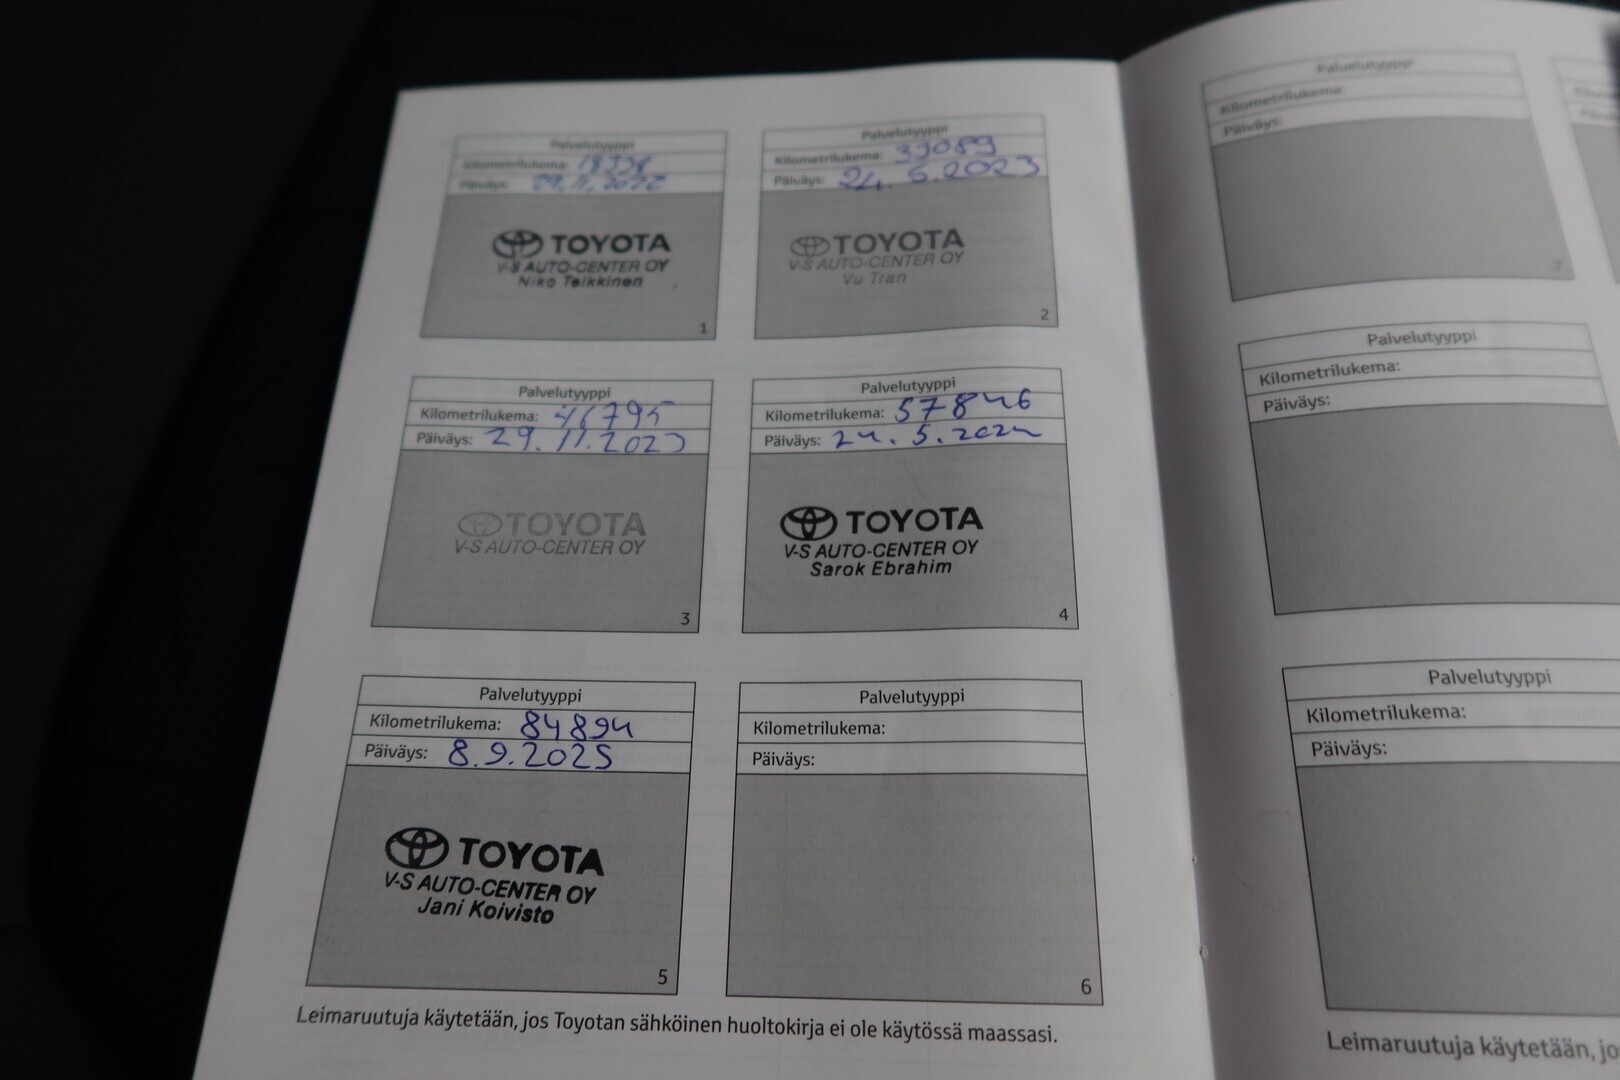 Palvelutyyppi
Kilometrilukema: 18338
Päiväys: 29.11.2022
TOYOTA
V-S AUTO-CENTER OY
Niko Teikkinen
1
Palvelutyyppi
Kilometrilukema: 33089
Päiväys: 24.5.2023
TOYOTA
V-S AUTO-CENTER OY
Vu Tran
2
Palvelutyyppi
Kilometrilukema: 46795
Päiväys: 29.11.2023
TOYOTA
V-S AUTO-CENTER OY
3
Palvelutyyppi
Kilometrilukema: 57846
Päiväys: 24.5.2024
TOYOTA
V-S AUTO-CENTER OY
Sarok Ebrahim
4
Palvelutyyppi
Kilometrilukema: 84894
Päiväys: 8.9.2025
TOYOTA
V-S AUTO-CENTER OY
Jani Koivisto
5
Palvelutyyppi
Kilometrilukema:
Päiväys:
6
Leimaruutuja käytetään, jos Toyotan sähköinen huoltokirja ei ole käytössä maassasi.
Palvelutyyppi
Kilometrilukema:
Päiväys:
7
Palvelutyyppi
Kilometrilukema:
Päiväys:
Palvelutyyppi
Kilometrilukema:
Päiväys:
Leimaruutuja käytetään, jo